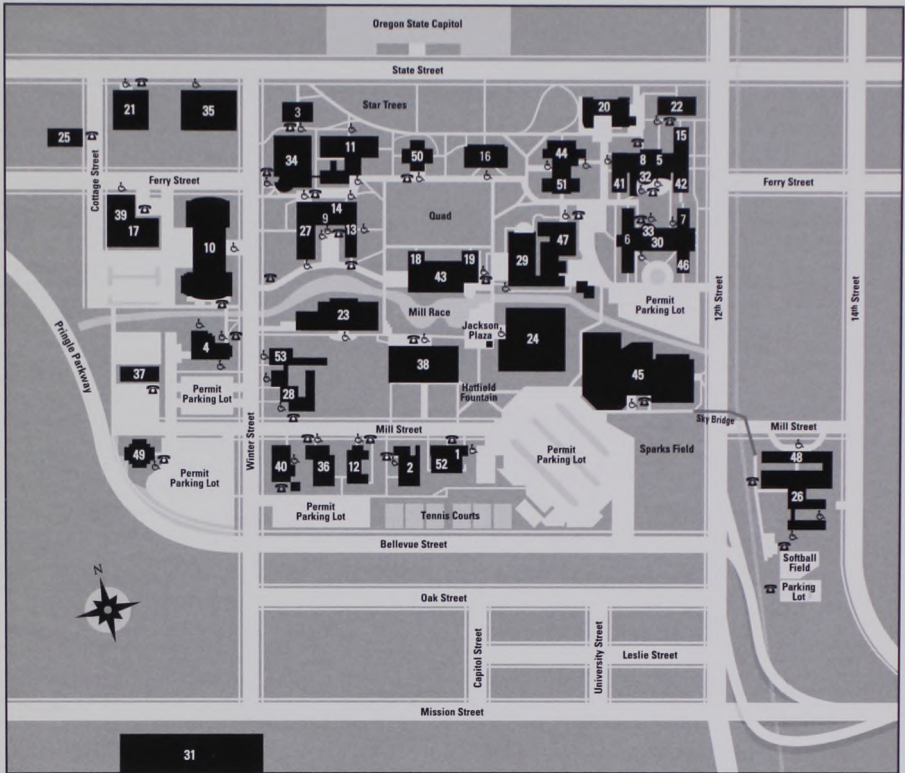 Oregon State Capitol
State Street
21
35
3
Star Trees
20
22
25
34
11
50
16
44
8
5
15
Cottage Street
Ferry Street
51
41
32
42
Ferry Street
39
17
10
14
9
27
13
Quad
18
19
43
29
47
7
6
33
30
46
Pringle Parkway
Mill Race
Permit
Parking Lot
12th Street
14th Street
4
23
Jackson
Plaza
24
37
53
28
38
45
Permit
Parking Lot
Hatfield
Fountain
Winter Street
Mill Street
Sky Bridge
Mill Street
49
Permit
Parking Lot
40
36
12
2
52
1
Permit
Parking Lot
Sparks Field
48
26
Permit
Parking Lot
Tennis Courts
Bellevue Street
Softball
Field
Parking
Lot
N
Oak Street
Capitol Street
University Street
Leslie Street
Mission Street
31